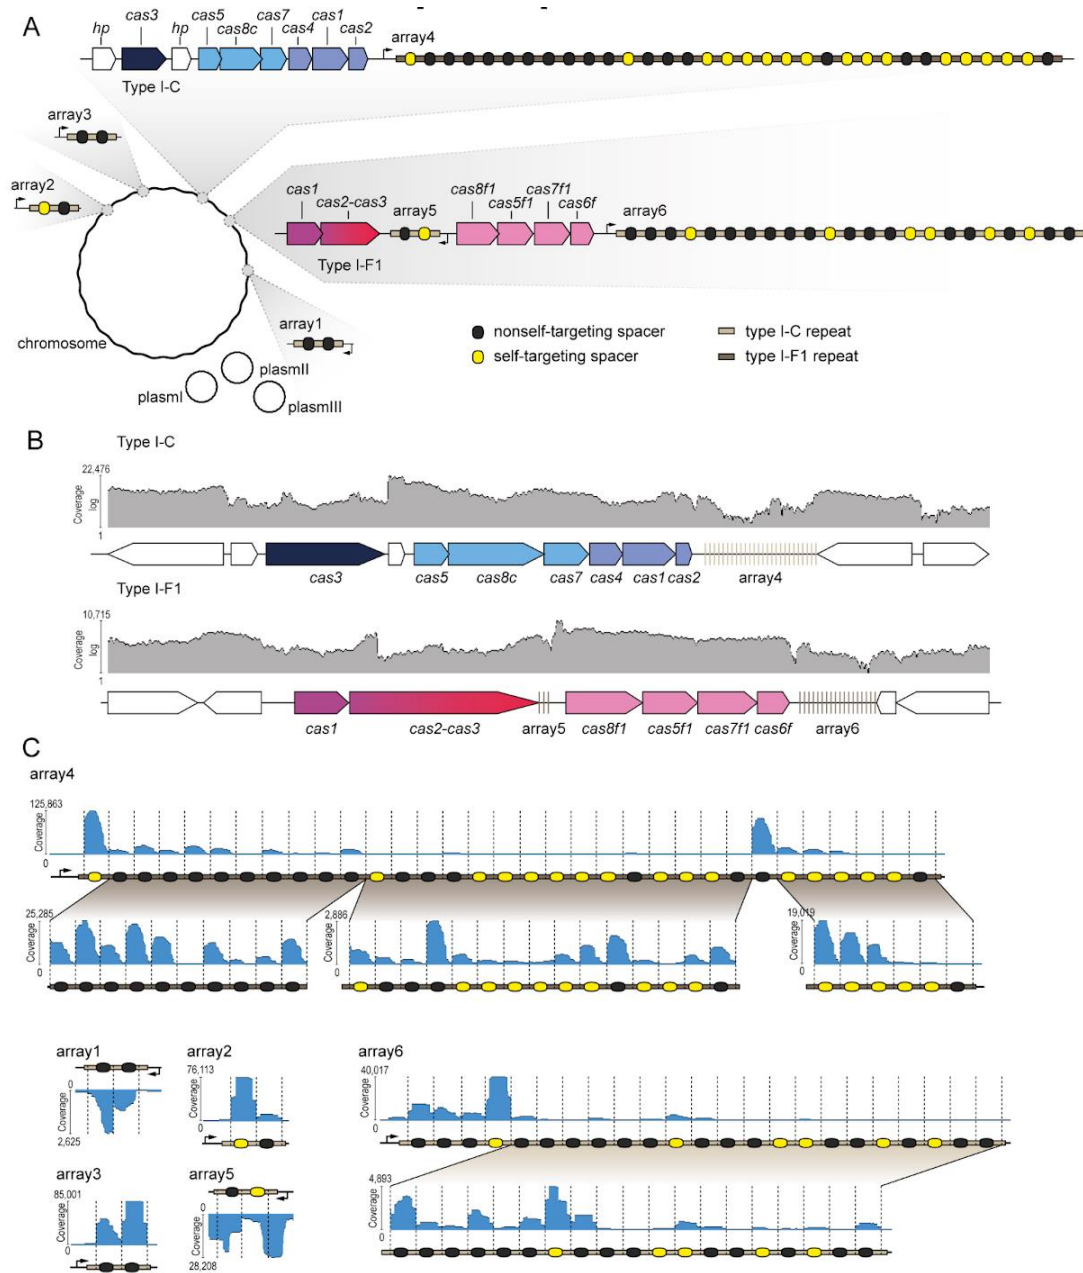 A
hp
cas3
hp
cas5
cas8c
cas7
cas4
cas1
cas2
array4
Type I-C
array3
array2
cas1
cas2-cas3
array5
cas8f1
cas5f1
cas7f1
cas6f
array6
Type I-F1
array1
chromosome
plasmI
plasmII
plasmIII
nonself-targeting spacer
self-targeting spacer
type I-C repeat
type I-F1 repeat
B
Type I-C
22,476
Coverage
log
1
cas3
cas5
cas8c
cas7
cas4
cas1
cas2
array4
Type I-F1
10,715
Coverage
log
1
cas1
cas2-cas3
array5
cas8f1
cas5f1
cas7f1
cas6f
array6
C
array4
125,863
Coverage
0
25,285
Coverage
0
2,886
Coverage
0
19,019
Coverage
0
array1
0
Coverage
2,625
array2
76,113
Coverage
0
array6
40,017
Coverage
0
array3
85,001
Coverage
0
array5
0
Coverage
28,208
4,893
Coverage
0